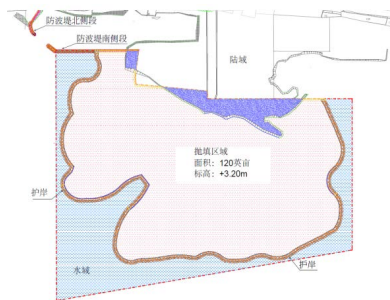 防波堤北侧段
防波堤南侧段
陆域
抛填区域
面积：120英亩
标高：+3.20m
护岸
水域
护岸